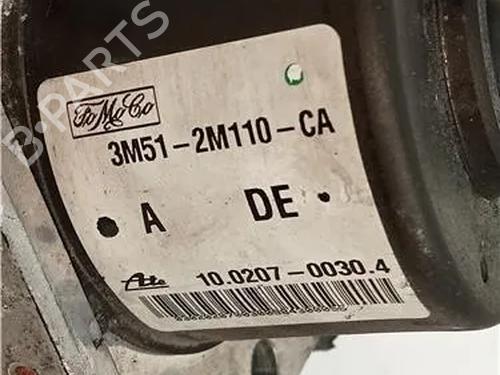 B-PARTS
FoMoCo
3M51-2M110-CA
A DE
Ate 10.0207-0030.4